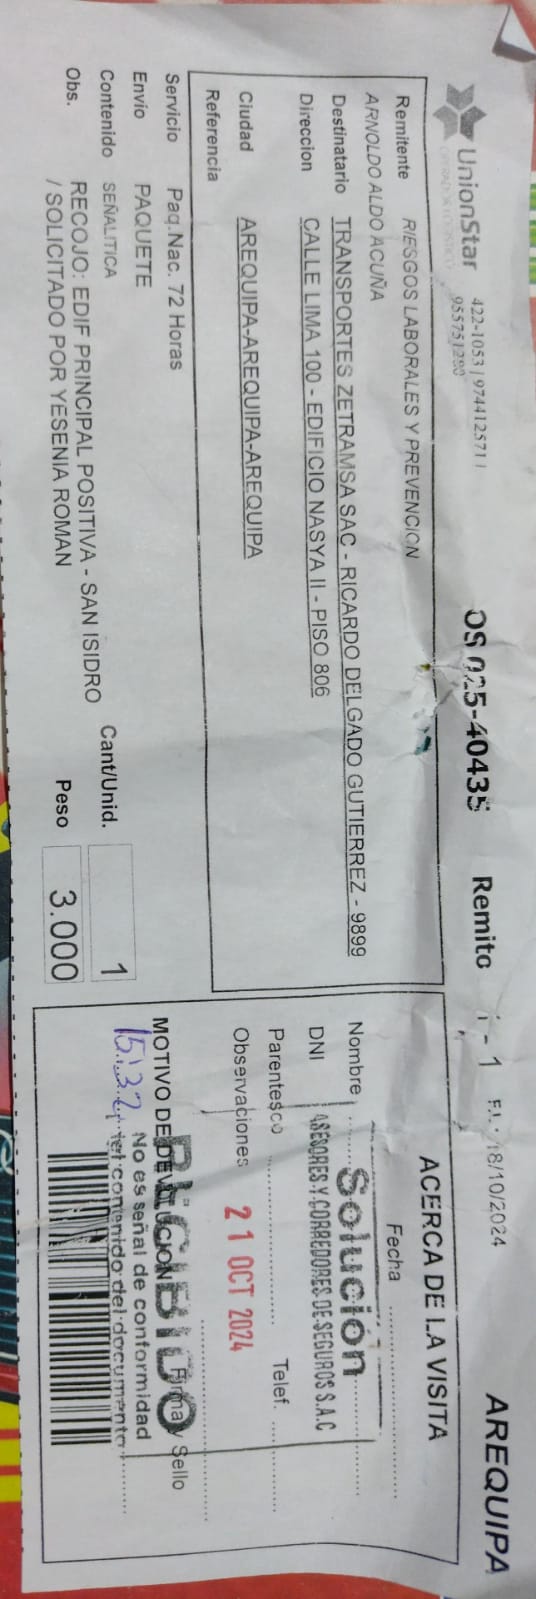 UnionStar
OPERADOR LOGISTICO
422-1053 | 974412571 |
955751290
OS 025-40435 Remito 1 - 1 F.I.: 18/10/2024 AREQUIPA
Remitente RIESGOS LABORALES Y PREVENCION
ARNOLDO ALDO ACUÑA
Destinatario TRANSPORTES ZETRAMSA SAC - RICARDO DELGADO GUTIERREZ - 9899
Direccion CALLE LIMA 100 - EDIFICIO NASYA II - PISO 806
Ciudad AREQUIPA-AREQUIPA-AREQUIPA
Referencia
Servicio Paq.Nac. 72 Horas
Envio PAQUETE
Contenido SEÑALITICA
Cant/Unid. 1
Obs. RECOJO: EDIF PRINCIPAL POSITIVA - SAN ISIDRO
/ SOLICITADO POR YESENIA ROMAN
Peso 3.000
ACERCA DE LA VISITA
Fecha
Nombre
Solución
DNI
ASESORES Y CORREDORES DE SEGUROS S.A.C
Parentesco Telef.
Observaciones
21 OCT 2024
MOTIVO DE DEVOLUCION Firma y Sello
RECIBIDO
No es señal de conformidad
del contenido del documento